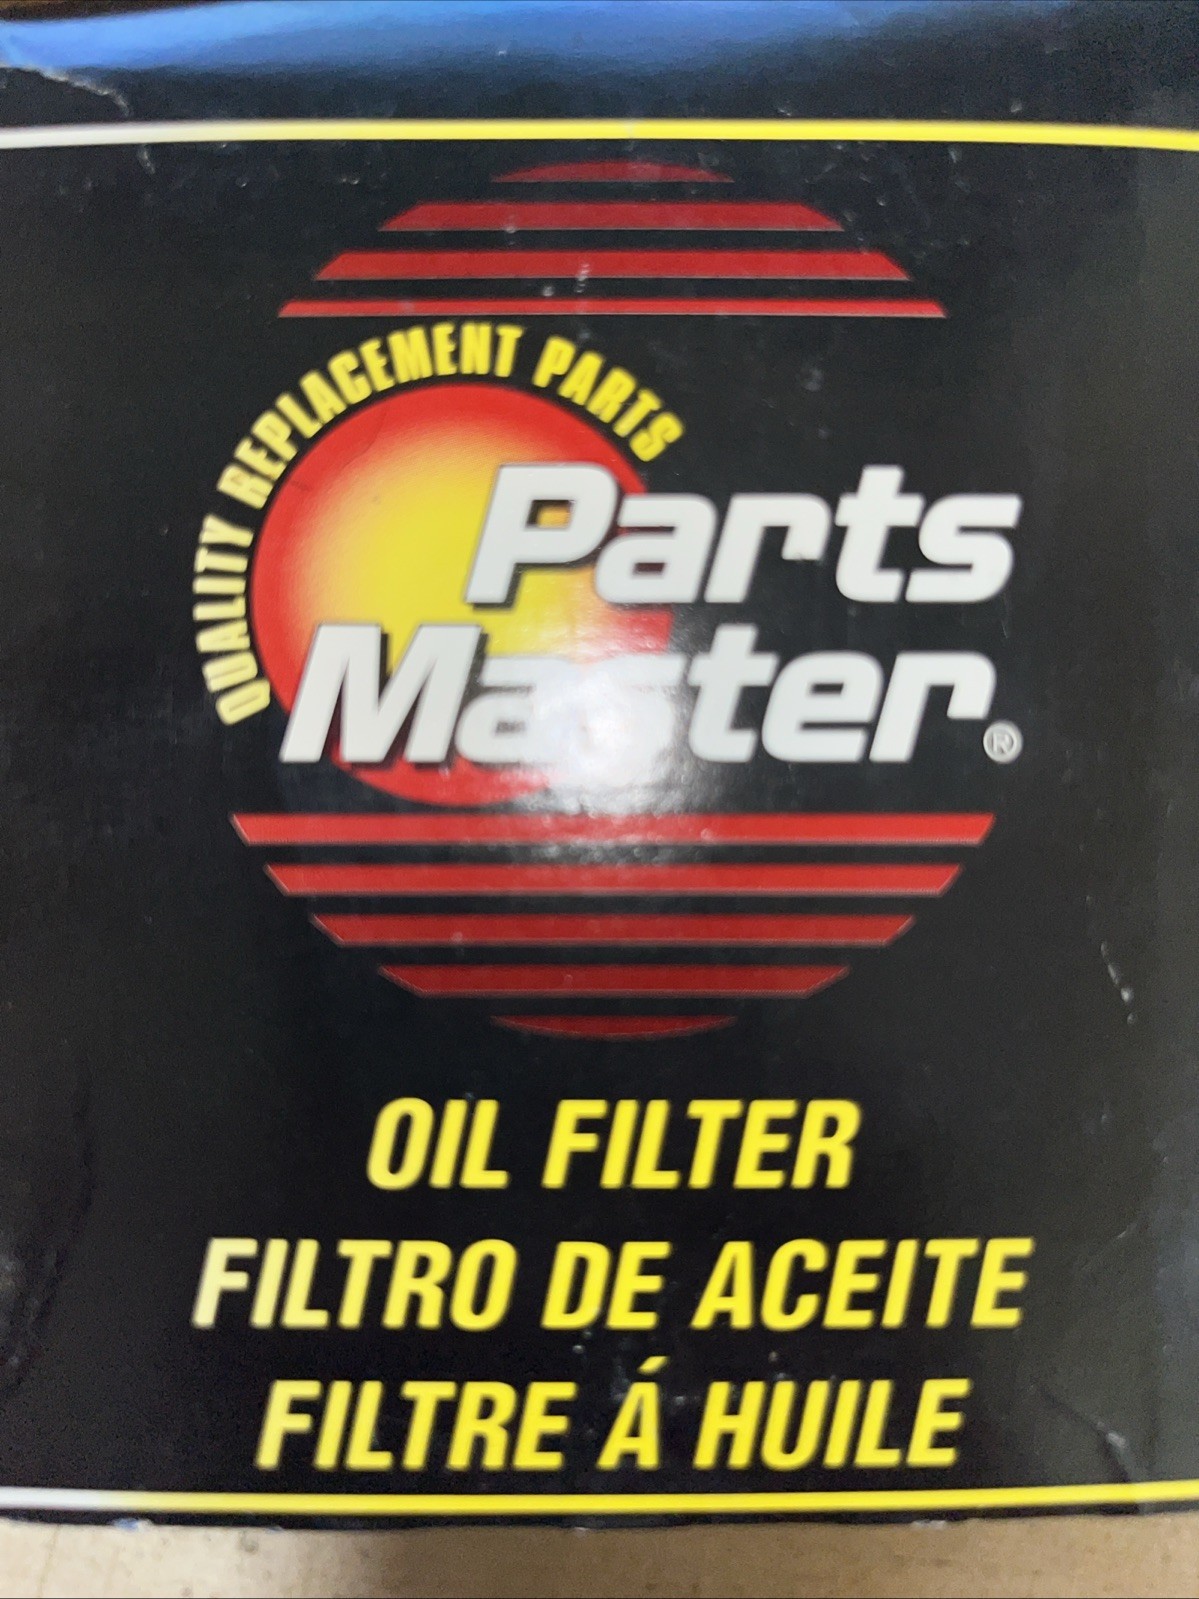 QUALITY REPLACEMENT PARTS
Parts
Master®
OIL FILTER
FILTRO DE ACEITE
FILTRE Á HUILE